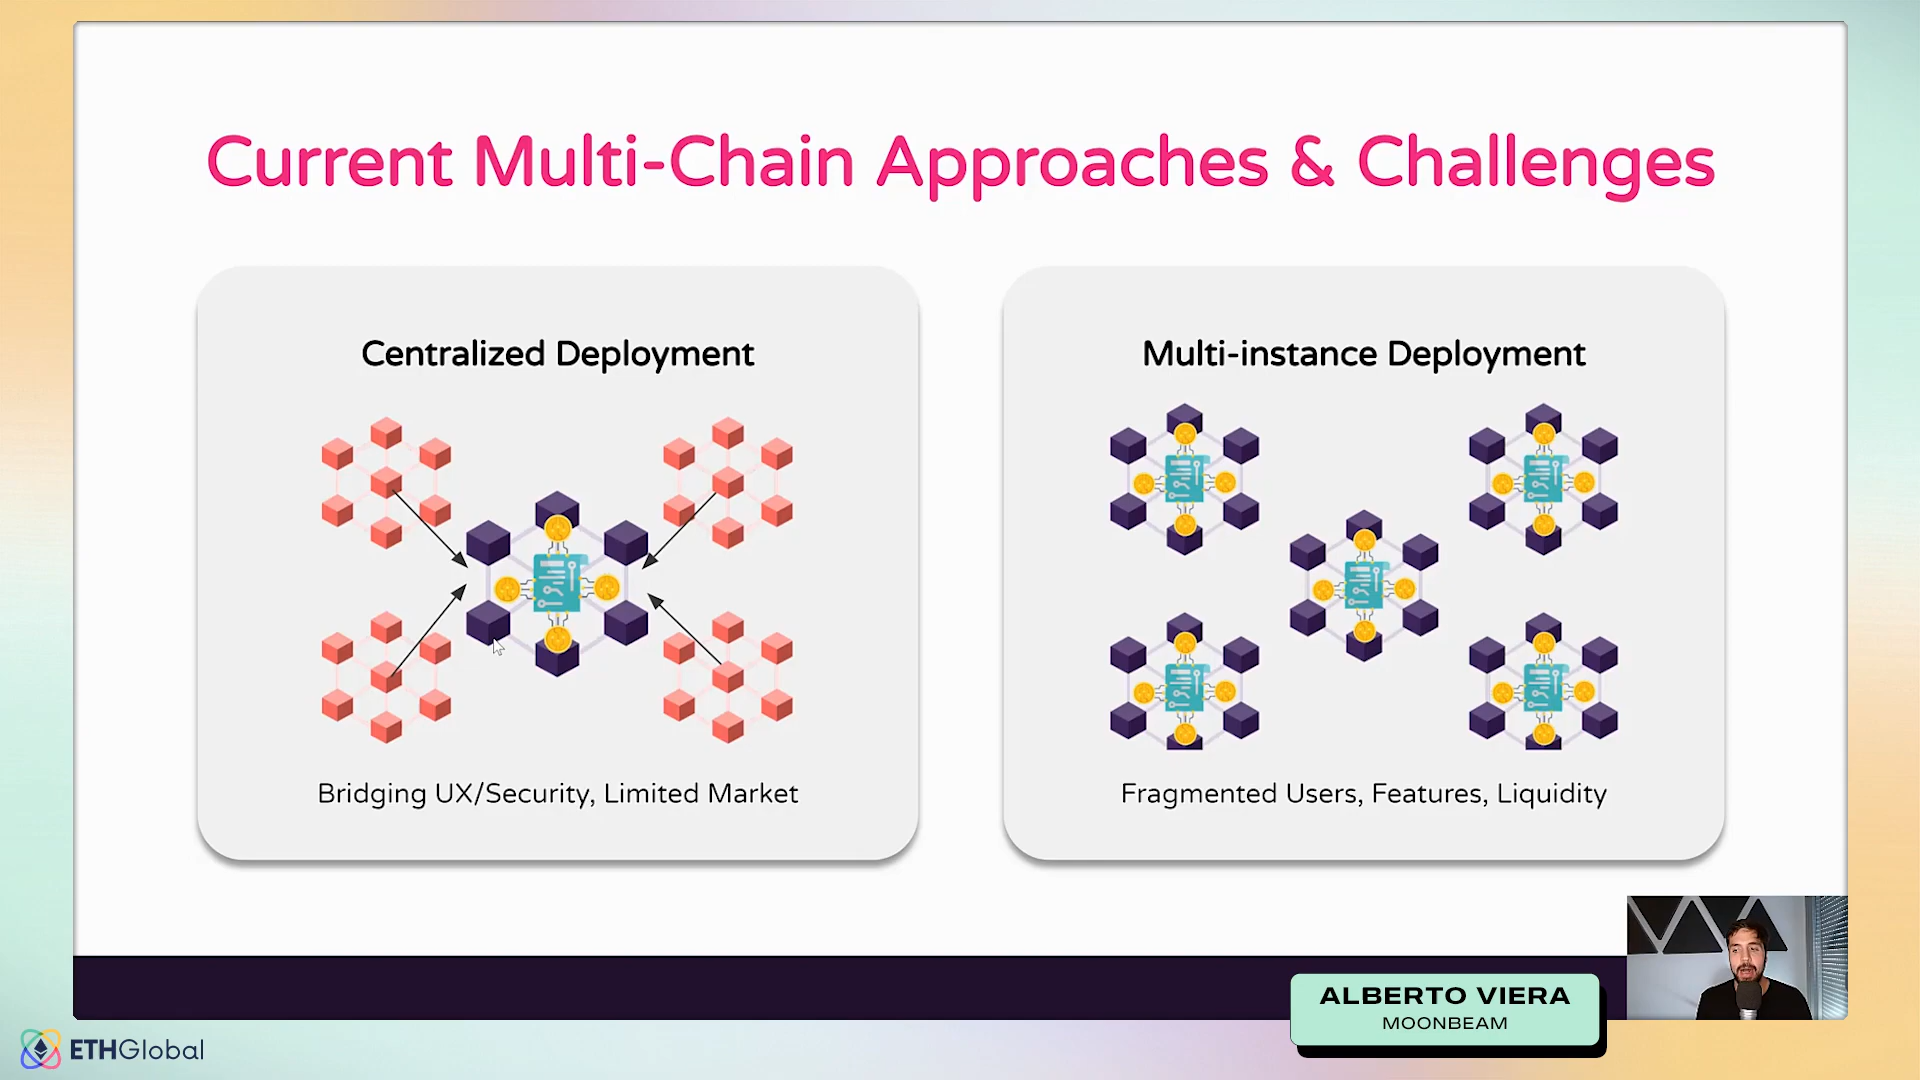 Current Multi-Chain Approaches & Challenges
Centralized Deployment
Bridging UX/Security, Limited Market
Multi-instance Deployment
Fragmented Users, Features, Liquidity
ALBERTO VIERA
MOONBEAM
ETHGlobal